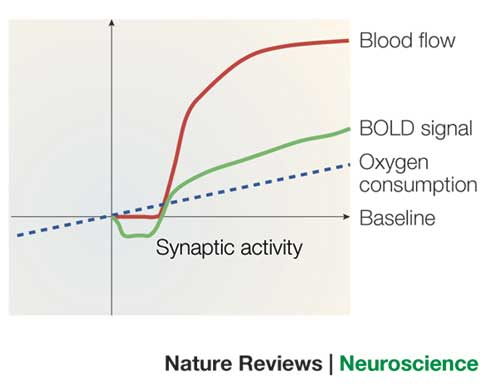 Blood flow
BOLD signal
Oxygen
consumption
Baseline
Synaptic activity
Nature Reviews | Neuroscience